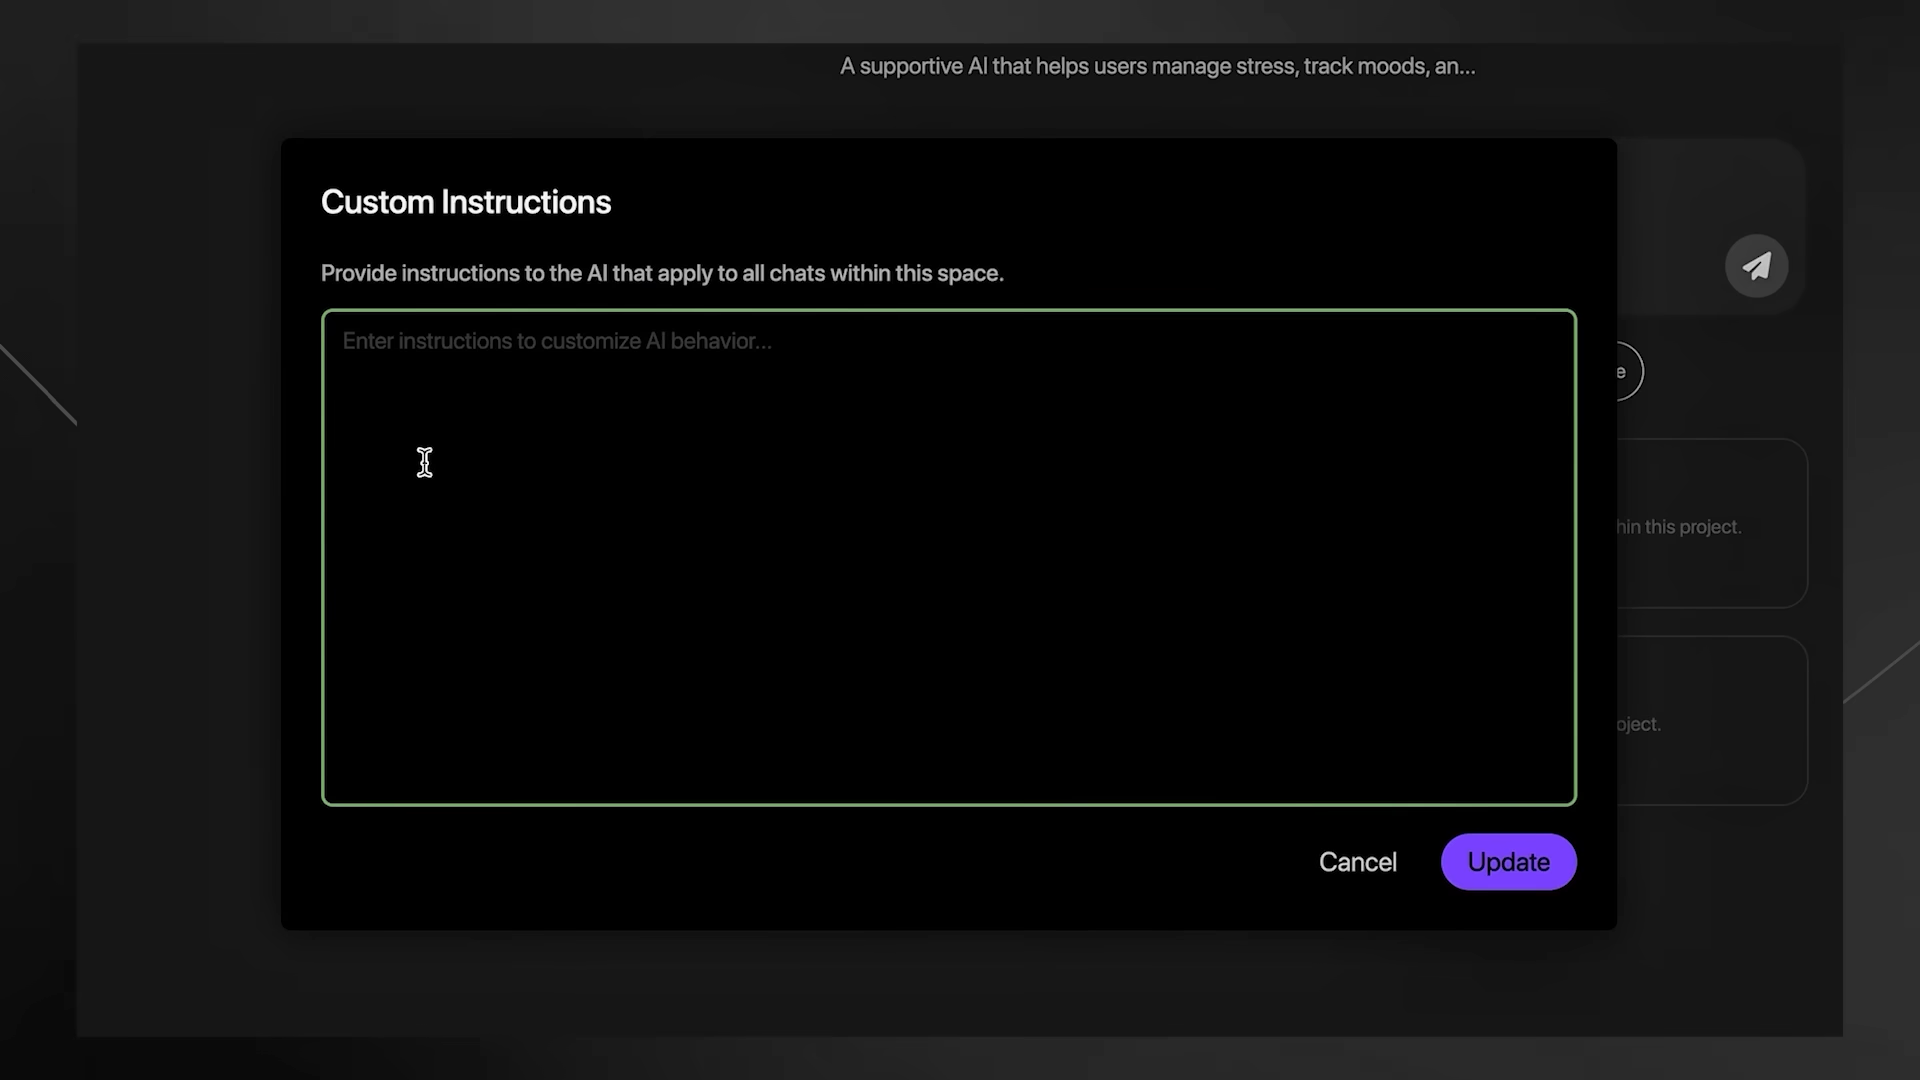 A supportive AI that helps users manage stress, track moods, an...
Custom Instructions
Provide instructions to the AI that apply to all chats within this space.
Enter instructions to customize AI behavior...
e
hin this project.
oject.
Cancel
Update